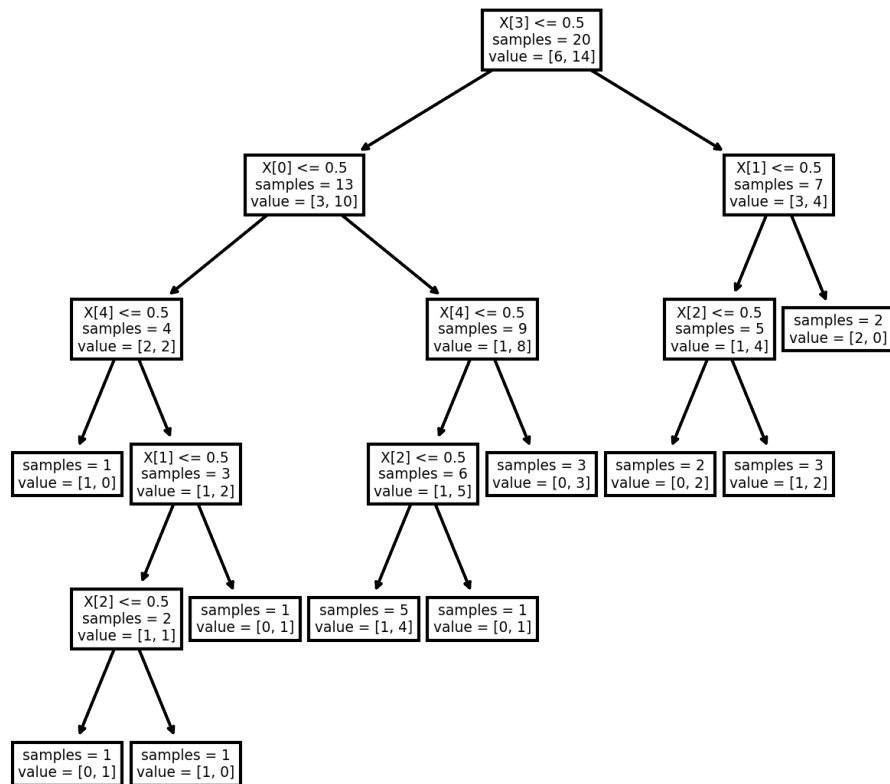 X[3] <= 0.5
samples = 20
value = [6, 14]
X[0] <= 0.5
samples = 13
value = [3, 10]
X[1] <= 0.5
samples = 7
value = [3, 4]
X[4] <= 0.5
samples = 4
value = [2, 2]
X[4] <= 0.5
samples = 9
value = [1, 8]
X[2] <= 0.5
samples = 5
value = [1, 4]
samples = 2
value = [2, 0]
samples = 1
value = [1, 0]
X[1] <= 0.5
samples = 3
value = [1, 2]
X[2] <= 0.5
samples = 6
value = [1, 5]
samples = 3
value = [0, 3]
samples = 2
value = [0, 2]
samples = 3
value = [1, 2]
X[2] <= 0.5
samples = 2
value = [1, 1]
samples = 1
value = [0, 1]
samples = 5
value = [1, 4]
samples = 1
value = [0, 1]
samples = 1
value = [0, 1]
samples = 1
value = [1, 0]